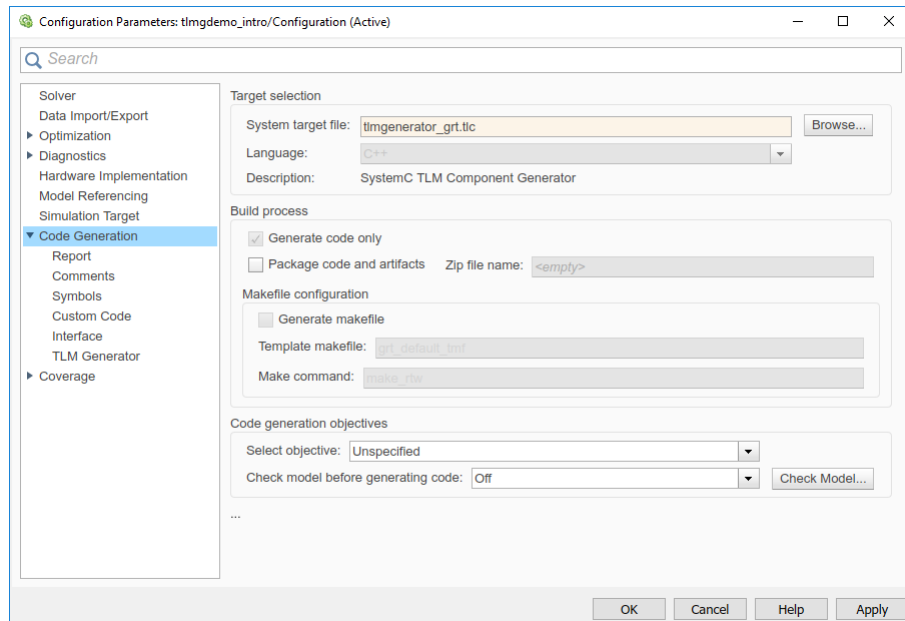 Configuration Parameters: tlmgdemo_intro/Configuration (Active)
Search
Solver
Data Import/Export
Optimization
Diagnostics
Hardware Implementation
Model Referencing
Simulation Target
Code Generation
Report
Comments
Symbols
Custom Code
Interface
TLM Generator
Coverage
Target selection
System target file: tlmgenerator_grt.tlc Browse...
Language: C++
Description: SystemC TLM Component Generator
Build process
Generate code only
Package code and artifacts Zip file name: <empty>
Makefile configuration
Generate makefile
Template makefile: grt_default_tmf
Make command: make_rtw
Code generation objectives
Select objective: Unspecified
Check model before generating code: Off Check Model...
...
OK Cancel Help Apply